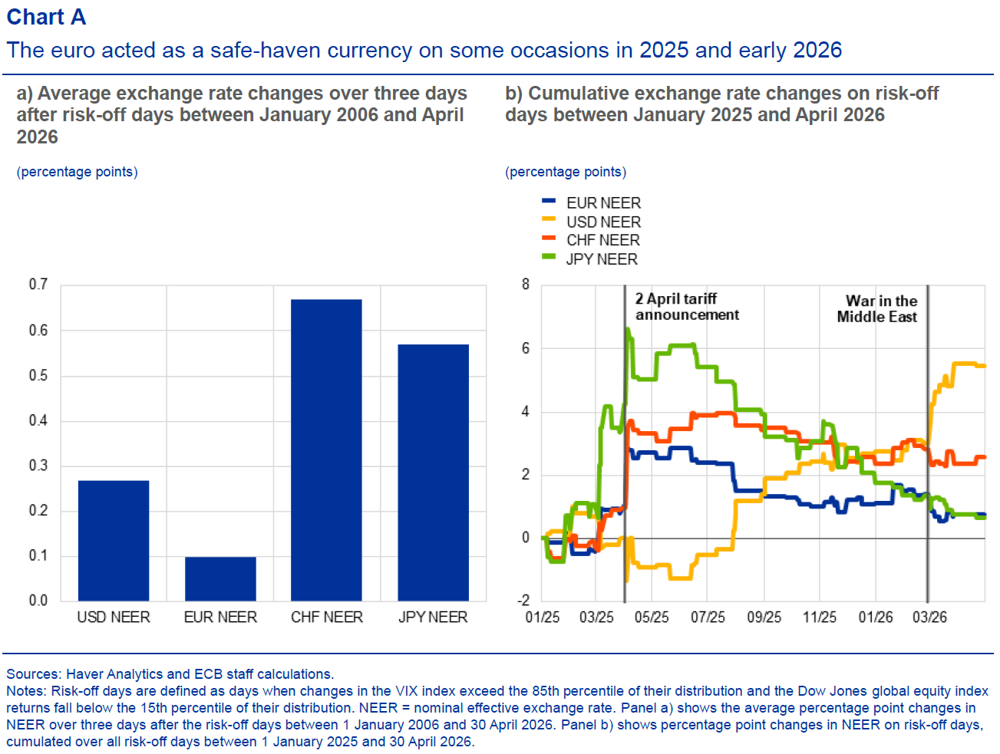 Chart A
The euro acted as a safe-haven currency on some occasions in 2025 and early 2026
a) Average exchange rate changes over three days
after risk-off days between January 2006 and April
2026
(percentage points)
0.7
0.6
0.5
0.4
0.3
0.2
0.1
0.0
USD NEER
EUR NEER
CHF NEER
JPY NEER
b) Cumulative exchange rate changes on risk-off
days between January 2025 and April 2026
(percentage points)
EUR NEER
USD NEER
CHF NEER
JPY NEER
8
6
4
2
0
-2
2 April tariff
announcement
War in the
Middle East
01/25
03/25
05/25
07/25
09/25
11/25
01/26
03/26
Sources: Haver Analytics and ECB staff calculations.
Notes: Risk-off days are defined as days when changes in the VIX index exceed the 85th percentile of their distribution and the Dow Jones global equity index
returns fall below the 15th percentile of their distribution. NEER = nominal effective exchange rate. Panel a) shows the average percentage point changes in
NEER over three days after the risk-off days between 1 January 2006 and 30 April 2026. Panel b) shows percentage point changes in NEER on risk-off days,
cumulated over all risk-off days between 1 January 2025 and 30 April 2026.